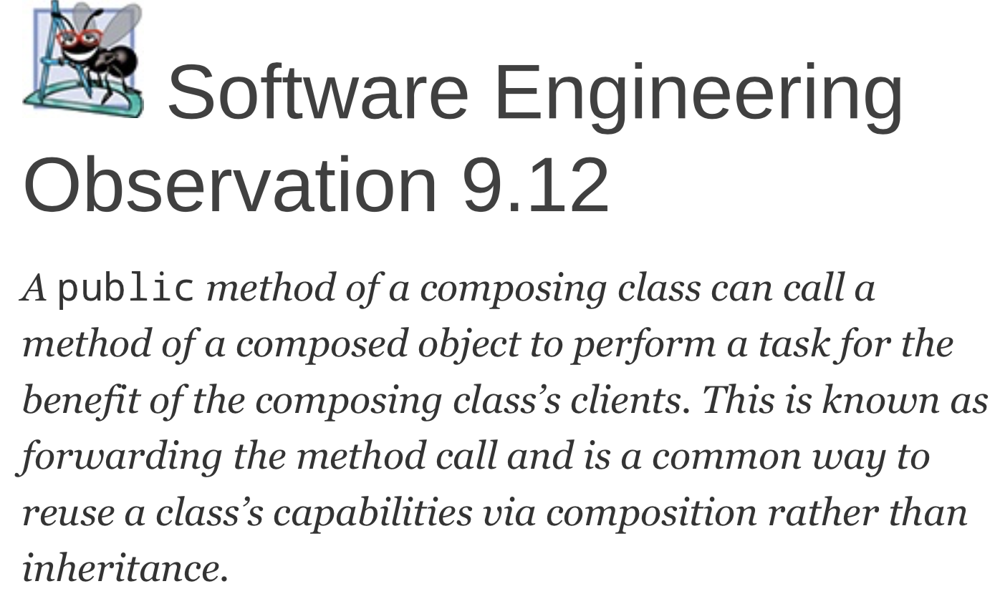 Software Engineering
Observation 9.12
A public method of a composing class can call a
method of a composed object to perform a task for the
benefit of the composing class’s clients. This is known as
forwarding the method call and is a common way to
reuse a class’s capabilities via composition rather than
inheritance.